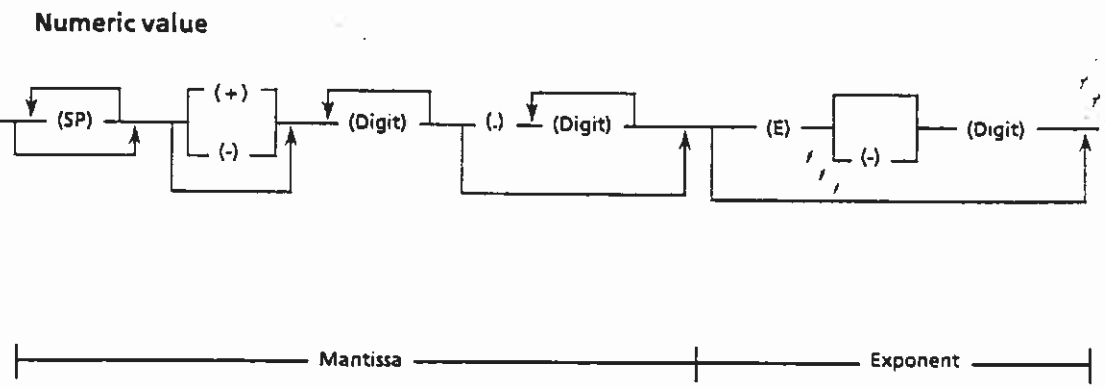 Numeric value
(+)
(SP) (Digit) (.) (Digit) (E) (Digit)
(-) (-)
Mantissa Exponent